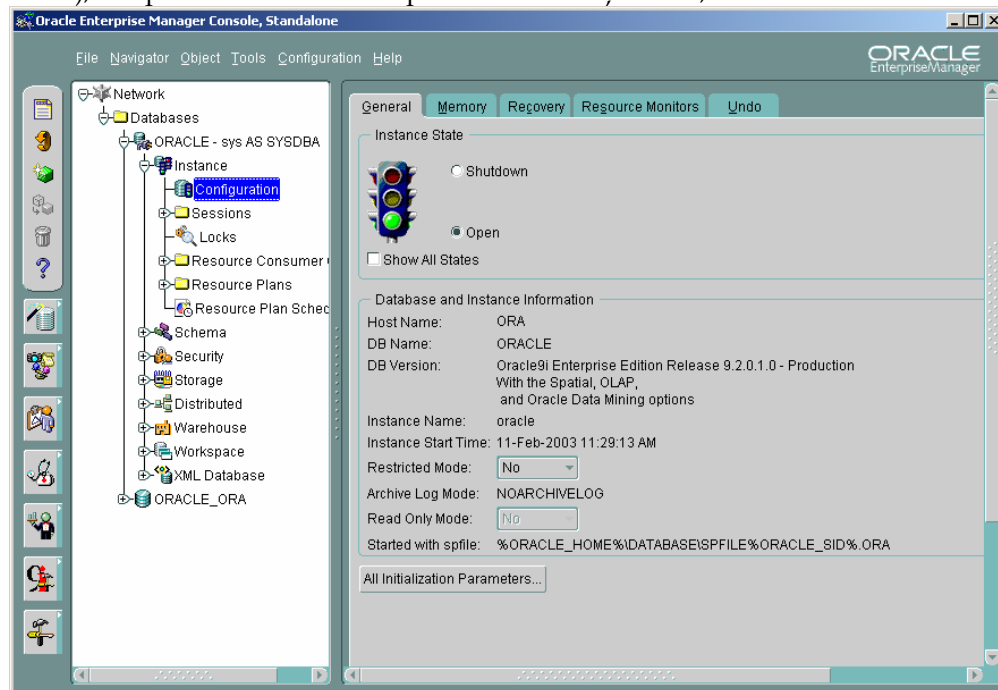 Oracle Enterprise Manager Console, Standalone
File Navigator Object Tools Configuration Help
ORACLE
EnterpriseManager
Network
Databases
ORACLE - sys AS SYSDBA
Instance
Configuration
Sessions
Locks
Resource Consumer
Resource Plans
Resource Plan Schec
Schema
Security
Storage
Distributed
Warehouse
Workspace
XML Database
ORACLE_ORA
General Memory Recovery Resource Monitors Undo
Instance State
Shutdown
Open
Show All States
Database and Instance Information
Host Name: ORA
DB Name: ORACLE
DB Version: Oracle9i Enterprise Edition Release 9.2.0.1.0 - Production
With the Spatial, OLAP,
and Oracle Data Mining options
Instance Name: oracle
Instance Start Time: 11-Feb-2003 11:29:13 AM
Restricted Mode: No
Archive Log Mode: NOARCHIVELOG
Read Only Mode: No
Started with spfile: %ORACLE_HOME%\DATABASE\SPFILE%ORACLE_SID%.ORA
All Initialization Parameters...